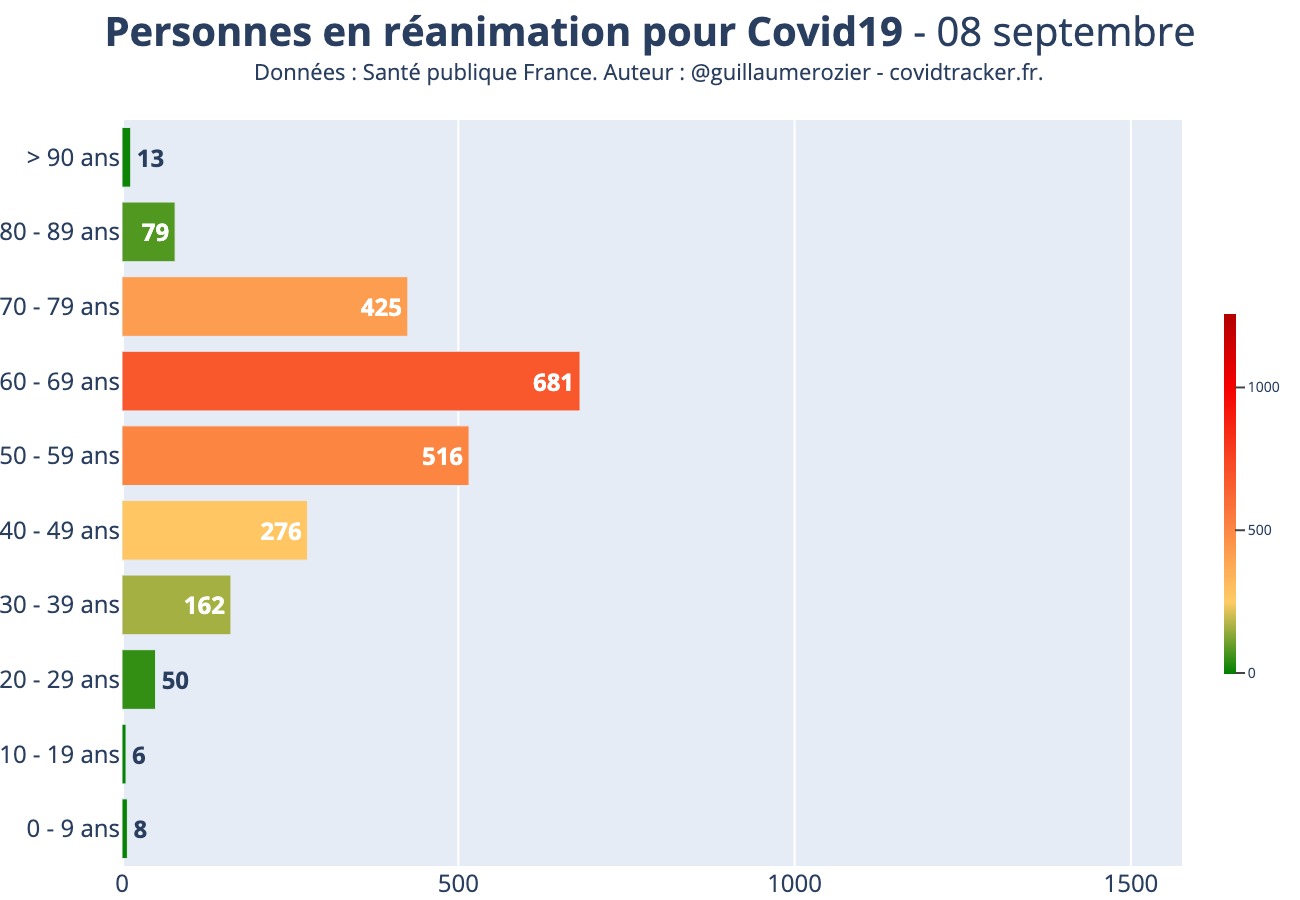 Personnes en réanimation pour Covid19 - 08 septembre
Données : Santé publique France. Auteur : @guillaumerozier - covidtracker.fr.
> 90 ans 13
80 - 89 ans 79
70 - 79 ans 425
60 - 69 ans 681
50 - 59 ans 516
40 - 49 ans 276
30 - 39 ans 162
20 - 29 ans 50
10 - 19 ans 6
0 - 9 ans 8
0 500 1000 1500
1000
500
0